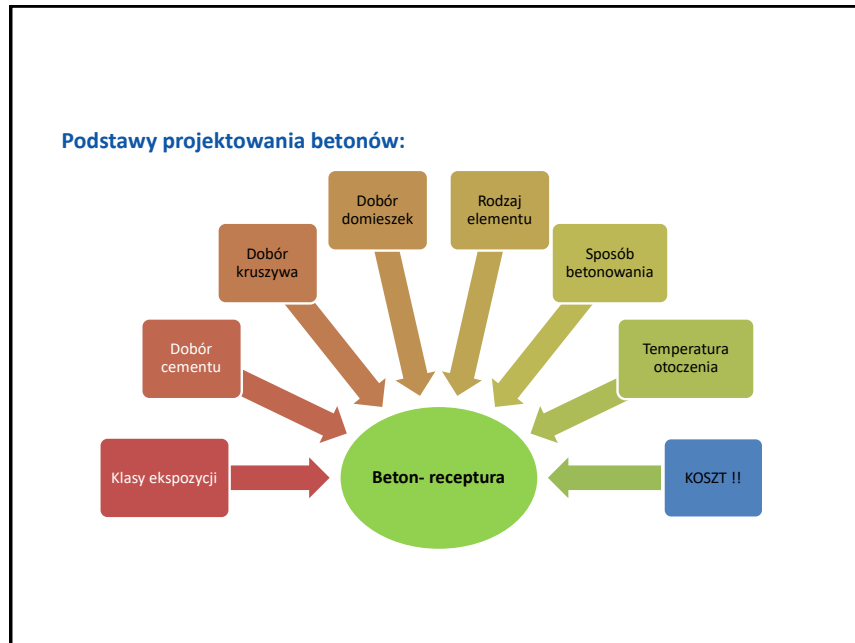 Podstawy projektowania betonów:
Dobór
domieszek
Rodzaj
elementu
Dobór
kruszywa
Sposób
betonowania
Dobór
cementu
Temperatura
otoczenia
Klasy ekspozycji
Beton- receptura
KOSZT !!